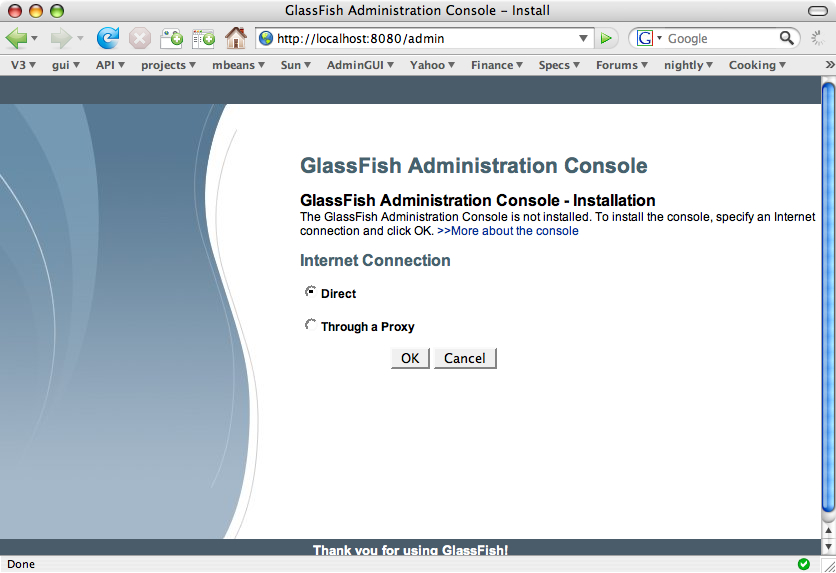 GlassFish Administration Console – Install
http://localhost:8080/admin
Google
V3 gui API projects mbeans Sun AdminGUI Yahoo Finance Specs Forums nightly Cooking »
GlassFish Administration Console
GlassFish Administration Console - Installation
The GlassFish Administration Console is not installed. To install the console, specify an Internet
connection and click OK. >>More about the console
Internet Connection
Direct
Through a Proxy
OK Cancel
Thank you for using GlassFish!
Done